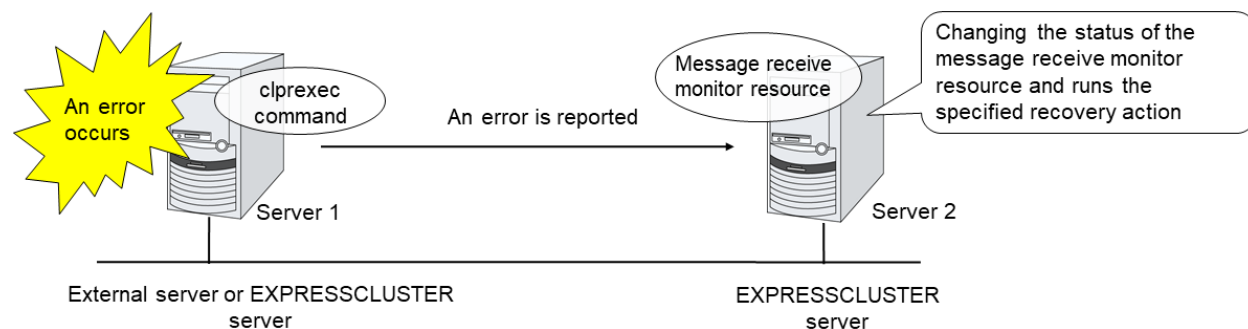 An error
occurs
clprexec
command
Server 1
An error is reported
Message receive
monitor resource
Server 2
Changing the status of the
message receive monitor
resource and runs the
specified recovery action
External server or EXPRESSCLUSTER
server
EXPRESSCLUSTER
server